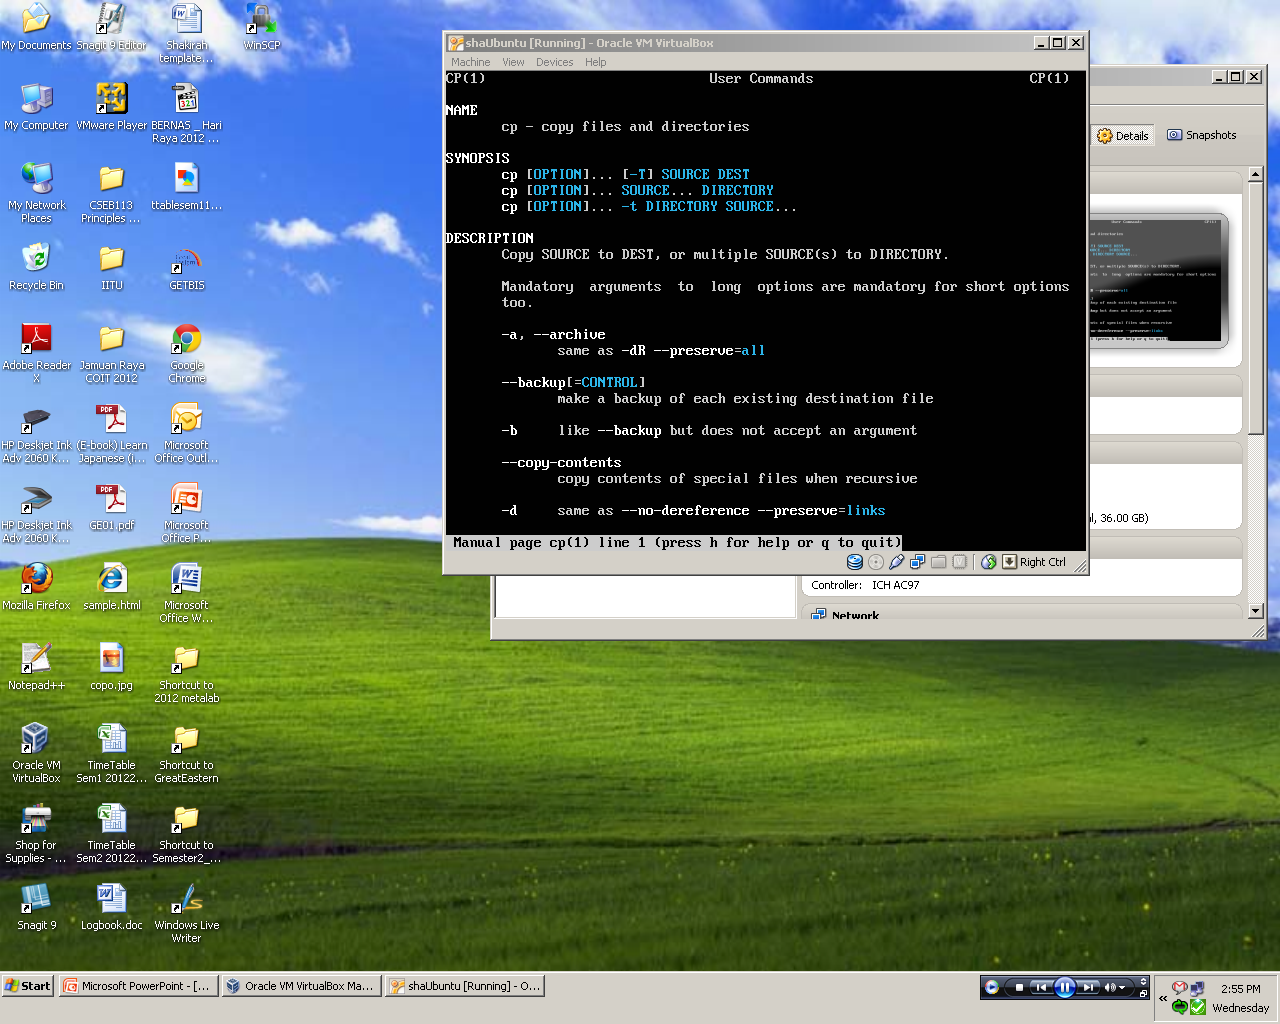 My Documents
Snagit 9 Editor
Shakirah
template...
WinSCP
My Computer
VMware Player
BERNAS _ Hari
Raya 2012 ...
My Network
Places
CSEB113
Principles ...
ttablesem11...
Recycle Bin
IITU
GETBIS
Adobe Reader
X
Jamuan Raya
COIT 2012
Google
Chrome
HP Deskjet Ink
Adv 2060 K...
(E-book) Learn
Japanese (i...
Microsoft
Office Outl...
HP Deskjet Ink
Adv 2060 K...
GE01.pdf
Microsoft
Office P...
Mozilla Firefox
sample.html
Microsoft
Office W...
Notepad++
copo.jpg
Shortcut to
2012 metalab
Oracle VM
VirtualBox
TimeTable
Sem1 20122...
Shortcut to
GreatEastern
Shop for
Supplies - ...
TimeTable
Sem2 20122...
Shortcut to
Semester2_...
Snagit 9
Logbook.doc
Windows Live
Writer
shaUbuntu [Running] - Oracle VM VirtualBox
Machine View Devices Help
CP(1) User Commands CP(1)
NAME
cp - copy files and directories
SYNOPSIS
cp [OPTION]... [-T] SOURCE DEST
cp [OPTION]... SOURCE... DIRECTORY
cp [OPTION]... -t DIRECTORY SOURCE...
DESCRIPTION
Copy SOURCE to DEST, or multiple SOURCE(s) to DIRECTORY.
Mandatory arguments to long options are mandatory for short options
too.
-a, --archive
same as -dR --preserve=all
--backup[=CONTROL]
make a backup of each existing destination file
-b like --backup but does not accept an argument
--copy-contents
copy contents of special files when recursive
-d same as --no-dereference --preserve=links
Manual page cp(1) line 1 (press h for help or q to quit)
Right Ctrl
Details
Snapshots
36.00 GB)
Controller: ICH AC97
Network
Start
Microsoft PowerPoint - [...
Oracle VM VirtualBox Ma...
shaUbuntu [Running] - O...
2:55 PM
Wednesday